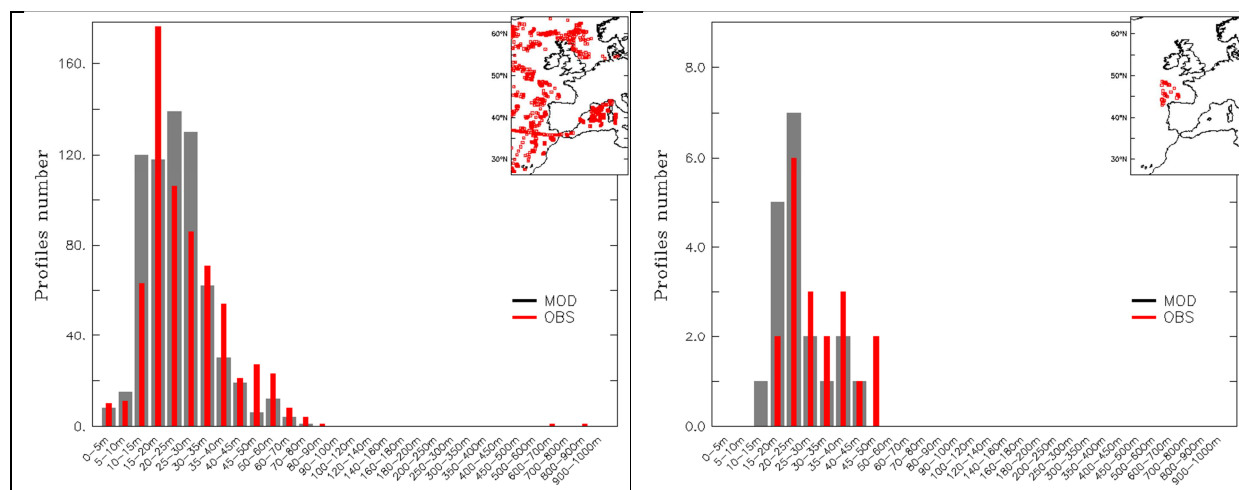 160.
120.
80.
40.
0.
Profiles number
60°N
50°N
40°N
30°N
MOD
OBS
0-5m
5-10m
10-15m
15-20m
20-25m
25-30m
30-35m
35-40m
40-45m
45-50m
50-60m
60-70m
70-80m
80-90m
90-100m
100-120m
120-140m
140-160m
160-180m
180-200m
200-250m
250-300m
300-350m
350-400m
400-450m
450-500m
500-600m
600-700m
700-800m
800-900m
900-1000m
8.0
6.0
4.0
2.0
0.0
Profiles number
60°N
50°N
40°N
30°N
MOD
OBS
0-5m
5-10m
10-15m
15-20m
20-25m
25-30m
30-35m
35-40m
40-45m
45-50m
50-60m
60-70m
70-80m
80-90m
90-100m
100-120m
120-140m
140-160m
160-180m
180-200m
200-250m
250-300m
300-350m
350-400m
400-450m
450-500m
500-600m
600-700m
700-800m
800-900m
900-1000m